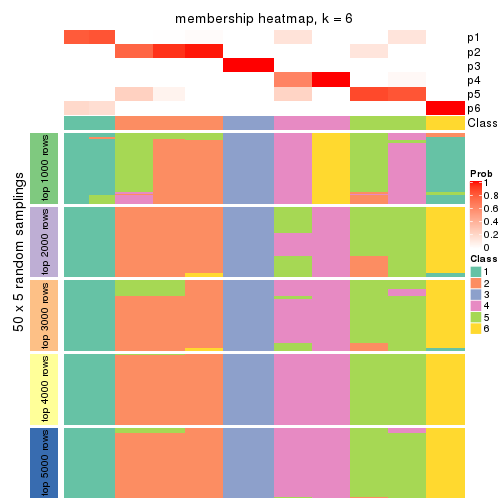 membership heatmap, k = 6
p1
p2
p3
p4
p5
p6
Class
50 x 5 random samplings
top 1000 rows
top 2000 rows
top 3000 rows
top 4000 rows
top 5000 rows
Prob
1
0.8
0.6
0.4
0.2
0
Class
1
2
3
4
5
6